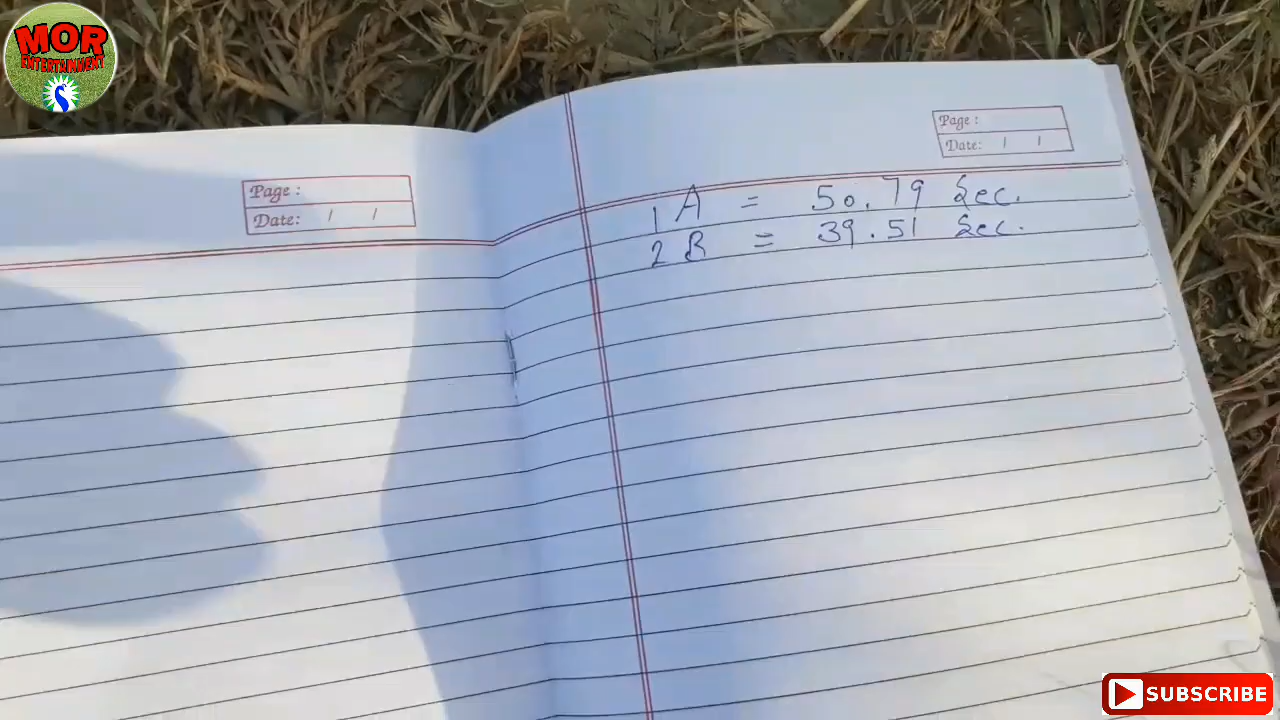 MOR
ENTERTAINMENT
Page :
Date: / /
Page :
Date: / /
1 A = 50.79 Sec.
2 B = 39.51 Sec.
SUBSCRIBE